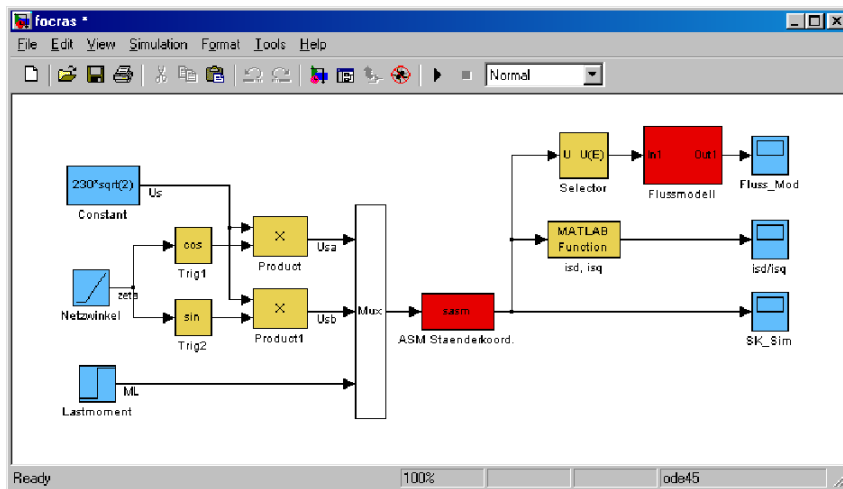 focras *
File Edit View Simulation Format Tools Help
Normal
230*sqrt(2)
Us
Constant
cos
Trig1
X
Product
Usa
zeta
Netzwinkel
sin
Trig2
X
Product1
Usb
Mux
ML
Lastmoment
sasm
ASM Staenderkoord.
U U(E)
Selector
In1 Out1
Flussmodell
Fluss_Mod
MATLAB
Function
isd, isq
isd/isq
SK_Sim
Ready 100% ode45